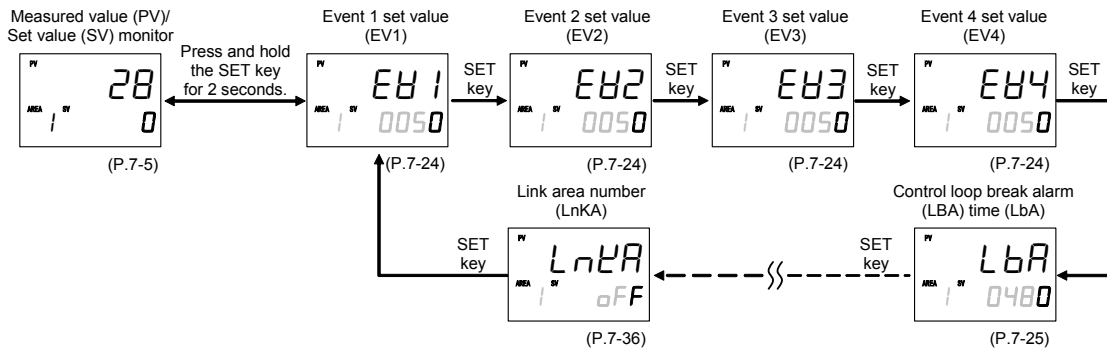 Measured value (PV)/
Set value (SV) monitor
PV
28
AREA SV
1 0
(P.7-5)
Press and hold
the SET key
for 2 seconds.
Event 1 set value
(EV1)
PV
EV1
AREA SV
1 0050
(P.7-24)
SET
key
Event 2 set value
(EV2)
PV
EV2
AREA SV
1 0050
(P.7-24)
SET
key
Event 3 set value
(EV3)
PV
EV3
AREA SV
1 0050
(P.7-24)
SET
key
Event 4 set value
(EV4)
PV
EV4
AREA SV
1 0050
(P.7-24)
SET
key
Control loop break alarm
(LBA) time (LbA)
PV
LbA
AREA SV
1 0480
(P.7-25)
SET
key
Link area number
(LnKA)
PV
LnKA
AREA SV
1 oFF
(P.7-36)
SET
key